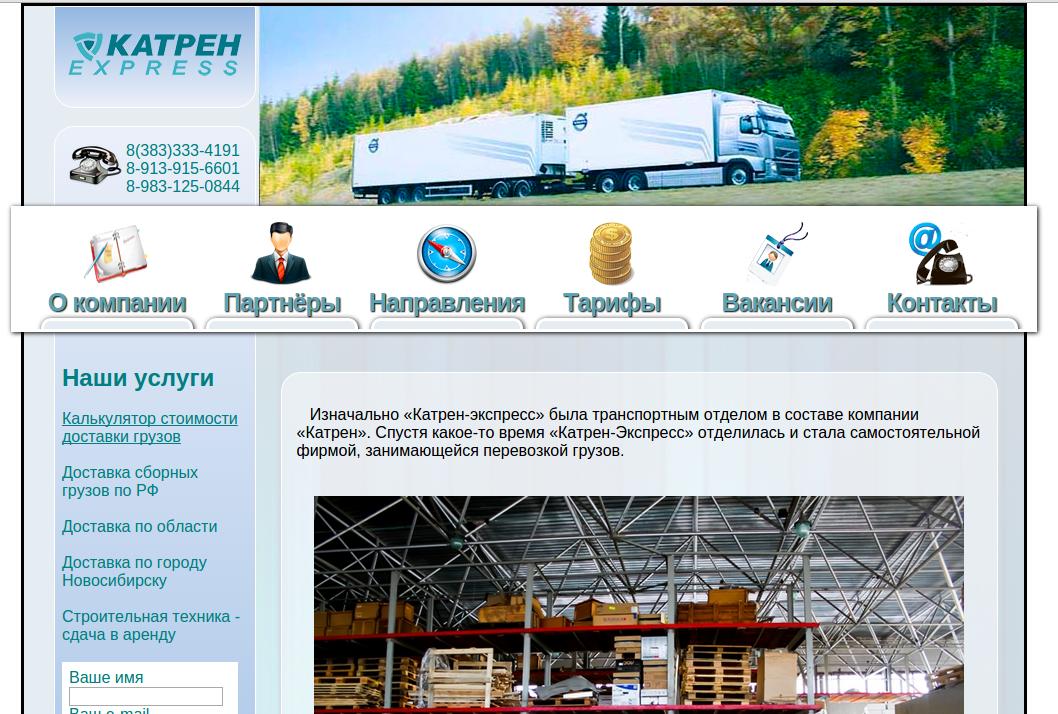 КАТРЕН
EXPRESS
8(383)333-4191
8-913-915-6601
8-983-125-0844
О компании
Партнёры
Направления
Тарифы
Вакансии
Контакты
Наши услуги
Калькулятор стоимости
доставки грузов
Доставка сборных
грузов по РФ
Доставка по области
Доставка по городу
Новосибирску
Строительная техника -
сдача в аренду
Ваше имя
Ваш e-mail
Изначально «Катрен-экспресс» была транспортным отделом в составе компании
«Катрен». Спустя какое-то время «Катрен-Экспресс» отделилась и стала самостоятельной
фирмой, занимающейся перевозкой грузов.